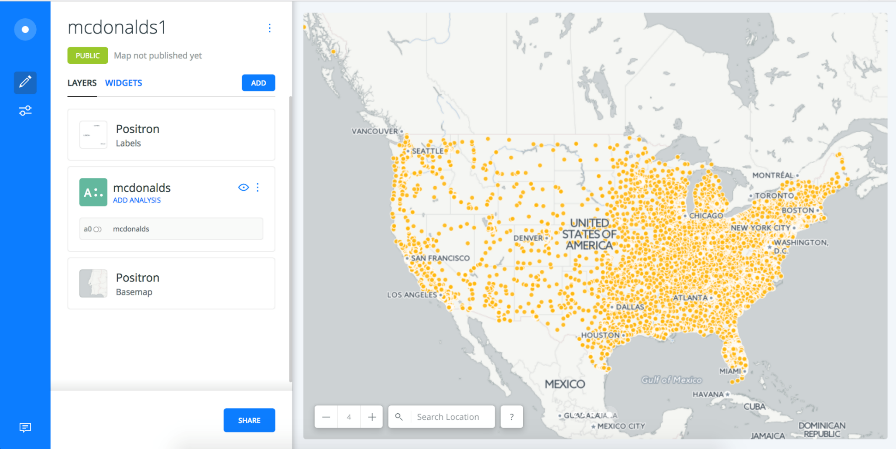 mcdonalds1
PUBLIC Map not published yet
LAYERS WIDGETS ADD
Positron
Labels
A
mcdonalds
ADD ANALYSIS
a0 mcdonalds
Positron
Basemap
SHARE
VANCOUVER
SEATTLE
MONTRÉAL
TORONTO
CHICAGO
BOSTON
NEW YORK CITY
UNITED
STATES OF
AMERICA
DENVER
WASHINGTON,
D.C.
SAN FRANCISCO
LOS ANGELES
ATLANTA
DALLAS
HOUSTON
MIAMI
MEXICO
Gulf of Mexico
HAVANA
CUBA
MEXICO CITY
DOMINICAN
REPUBLIC
JAMAICA
4
Search Location
?